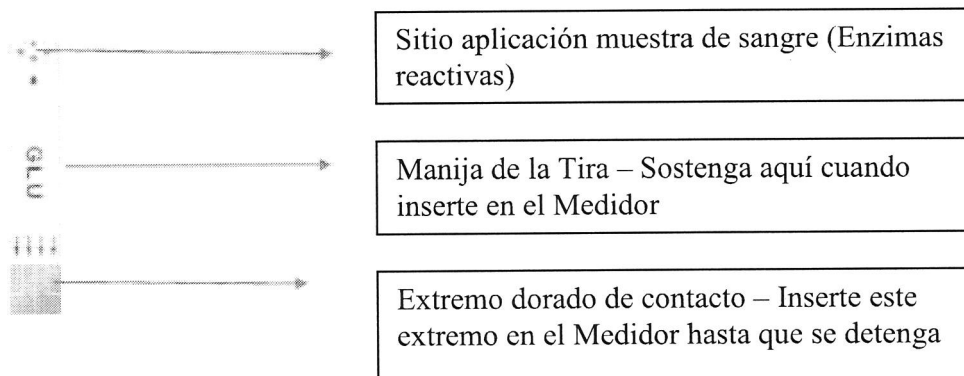 Sitio aplicación muestra de sangre (Enzimas
reactivas)
GLU
Manija de la Tira – Sostenga aquí cuando
inserte en el Medidor
Extremo dorado de contacto – Inserte este
extremo en el Medidor hasta que se detenga